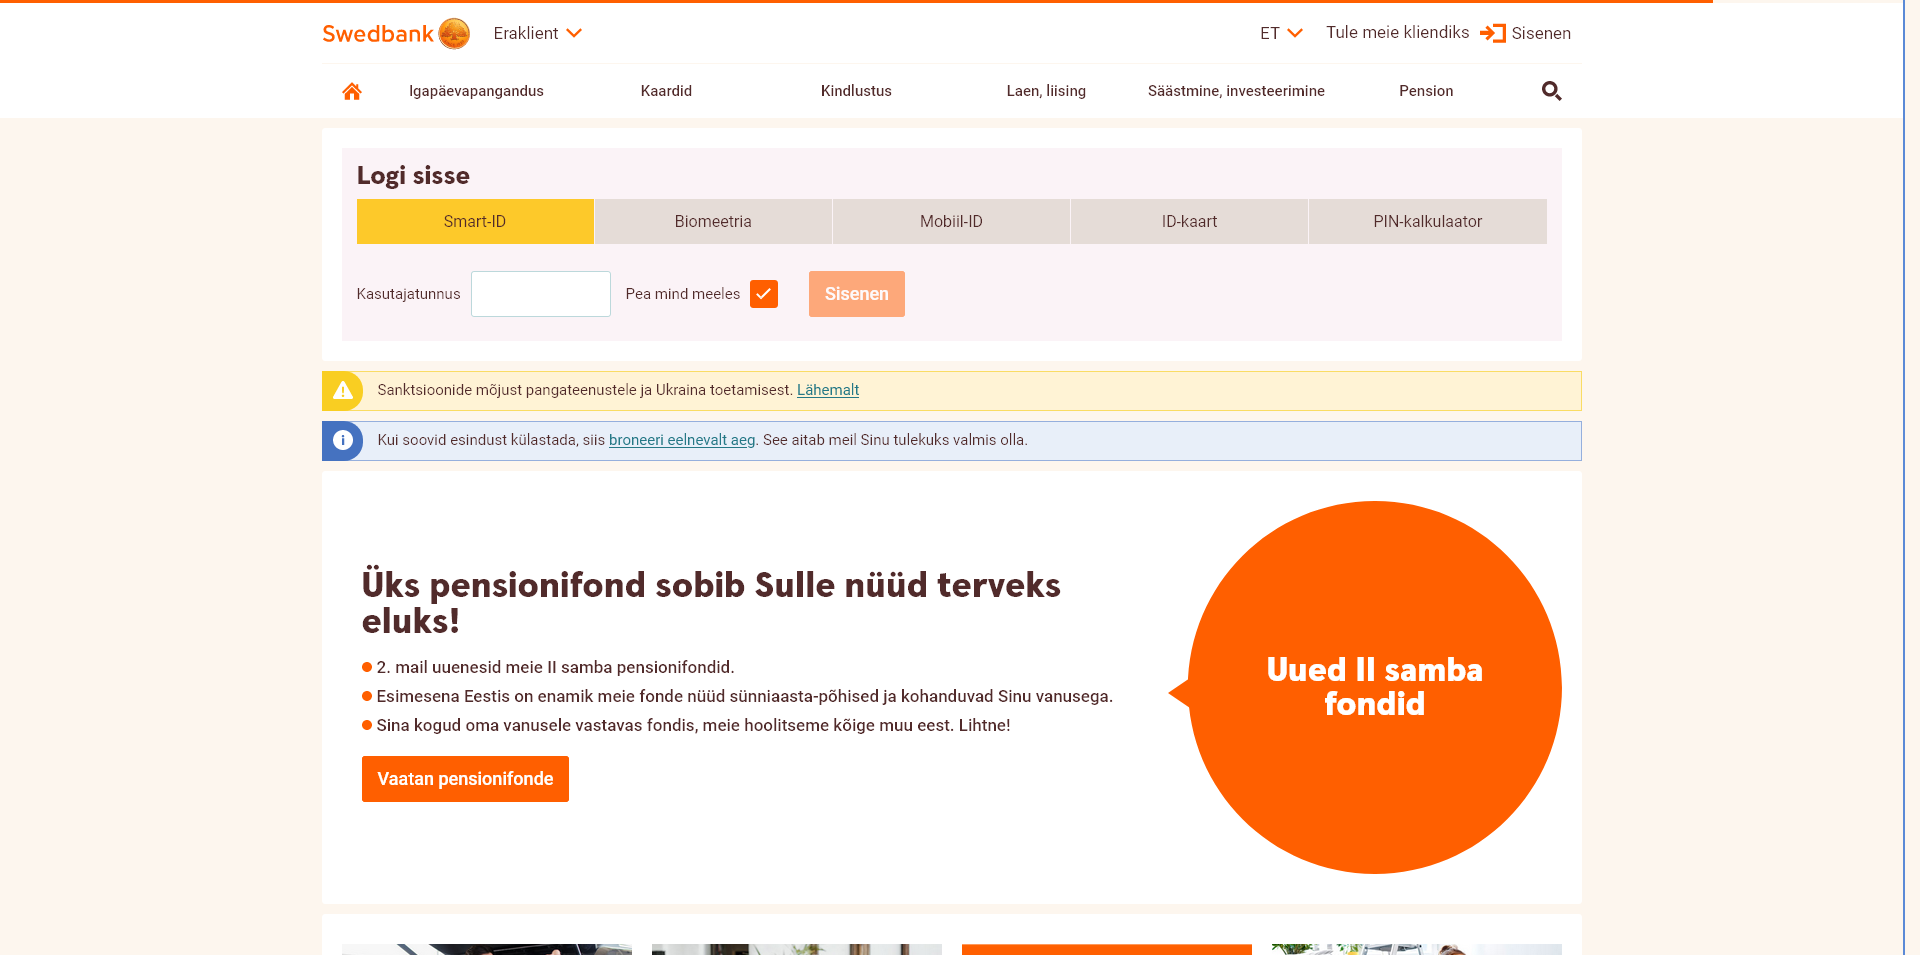 Swedbank
Eraklient
ET
Tule meie kliendiks
Sisenen
Igapäevapangandus
Kaardid
Kindlustus
Laen, liising
Säästmine, investeerimine
Pension
Logi sisse
Smart-ID
Biomeetria
Mobiil-ID
ID-kaart
PIN-kalkulaator
Kasutajatunnus
Pea mind meeles
Sisenen
Sanktsioonide mõjust pangateenustele ja Ukraina toetamisest. Lähemalt
Kui soovid esindust külastada, siis broneeri eelnevalt aeg. See aitab meil Sinu tulekuks valmis olla.
Üks pensionifond sobib Sulle nüüd terveks
eluks!
2. mail uuenesid meie II samba pensionifondid.
Esimesena Eestis on enamik meie fonde nüüd sünniaasta-põhised ja kohanduvad Sinu vanusega.
Sina kogud oma vanusele vastavas fondis, meie hoolitseme kõige muu eest. Lihtne!
Vaatan pensionifonde
Uued II samba
fondid